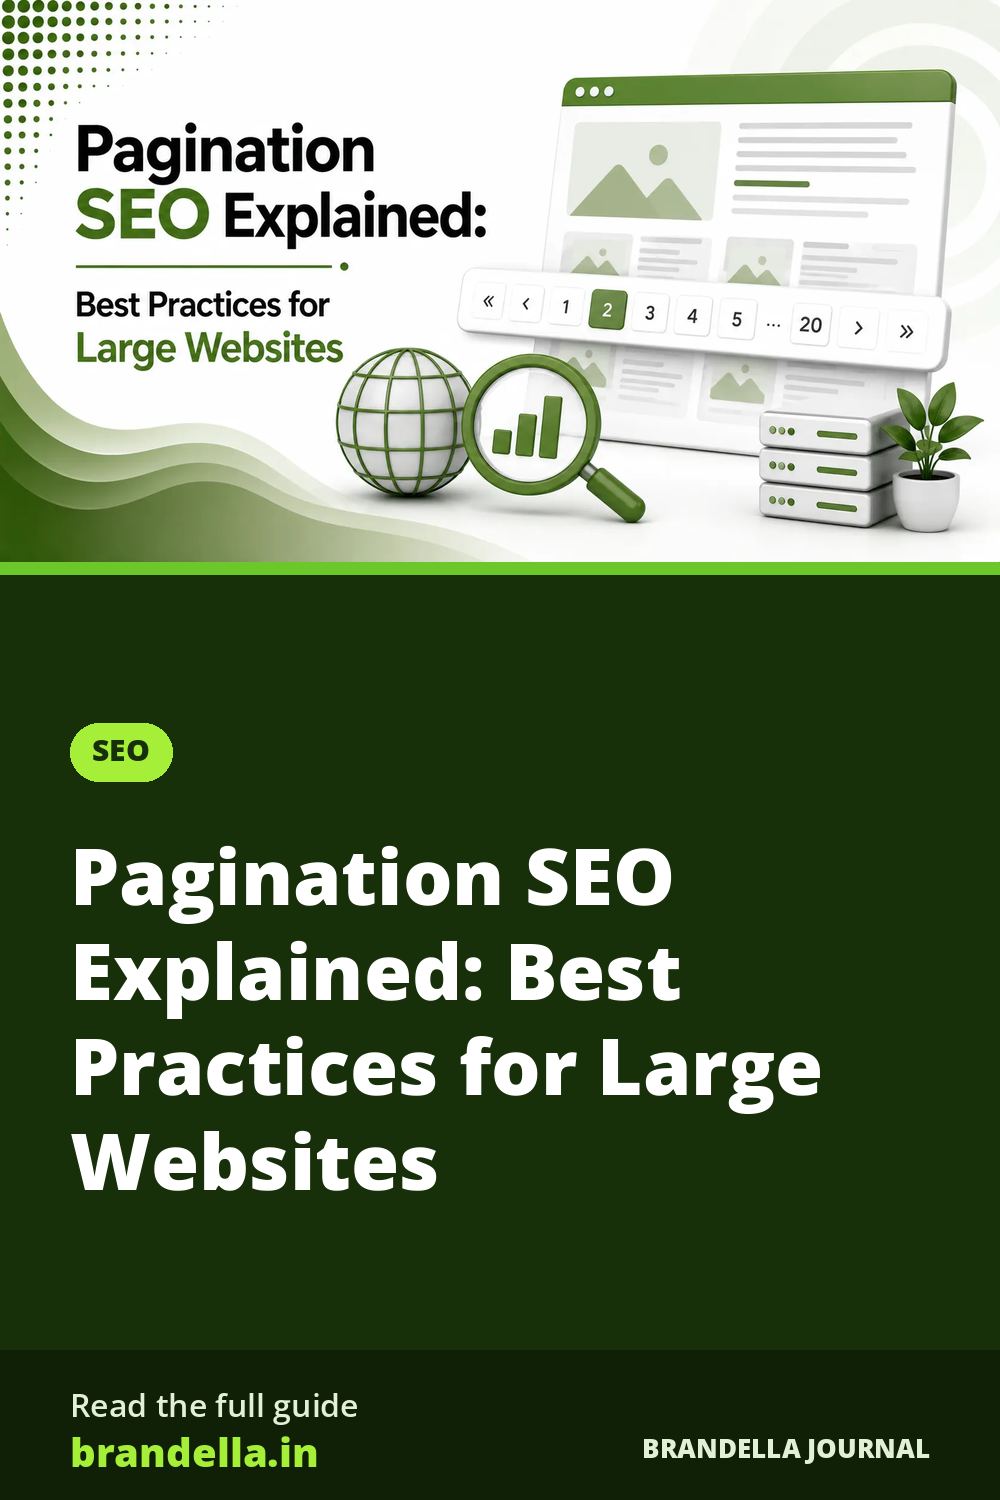 Pagination
SEO Explained:
Best Practices for
Large Websites
« ‹ 1 2 3 4 5 ... 20 › »
SEO
Pagination SEO
Explained: Best
Practices for Large
Websites
Read the full guide
brandella.in
BRANDELLA JOURNAL